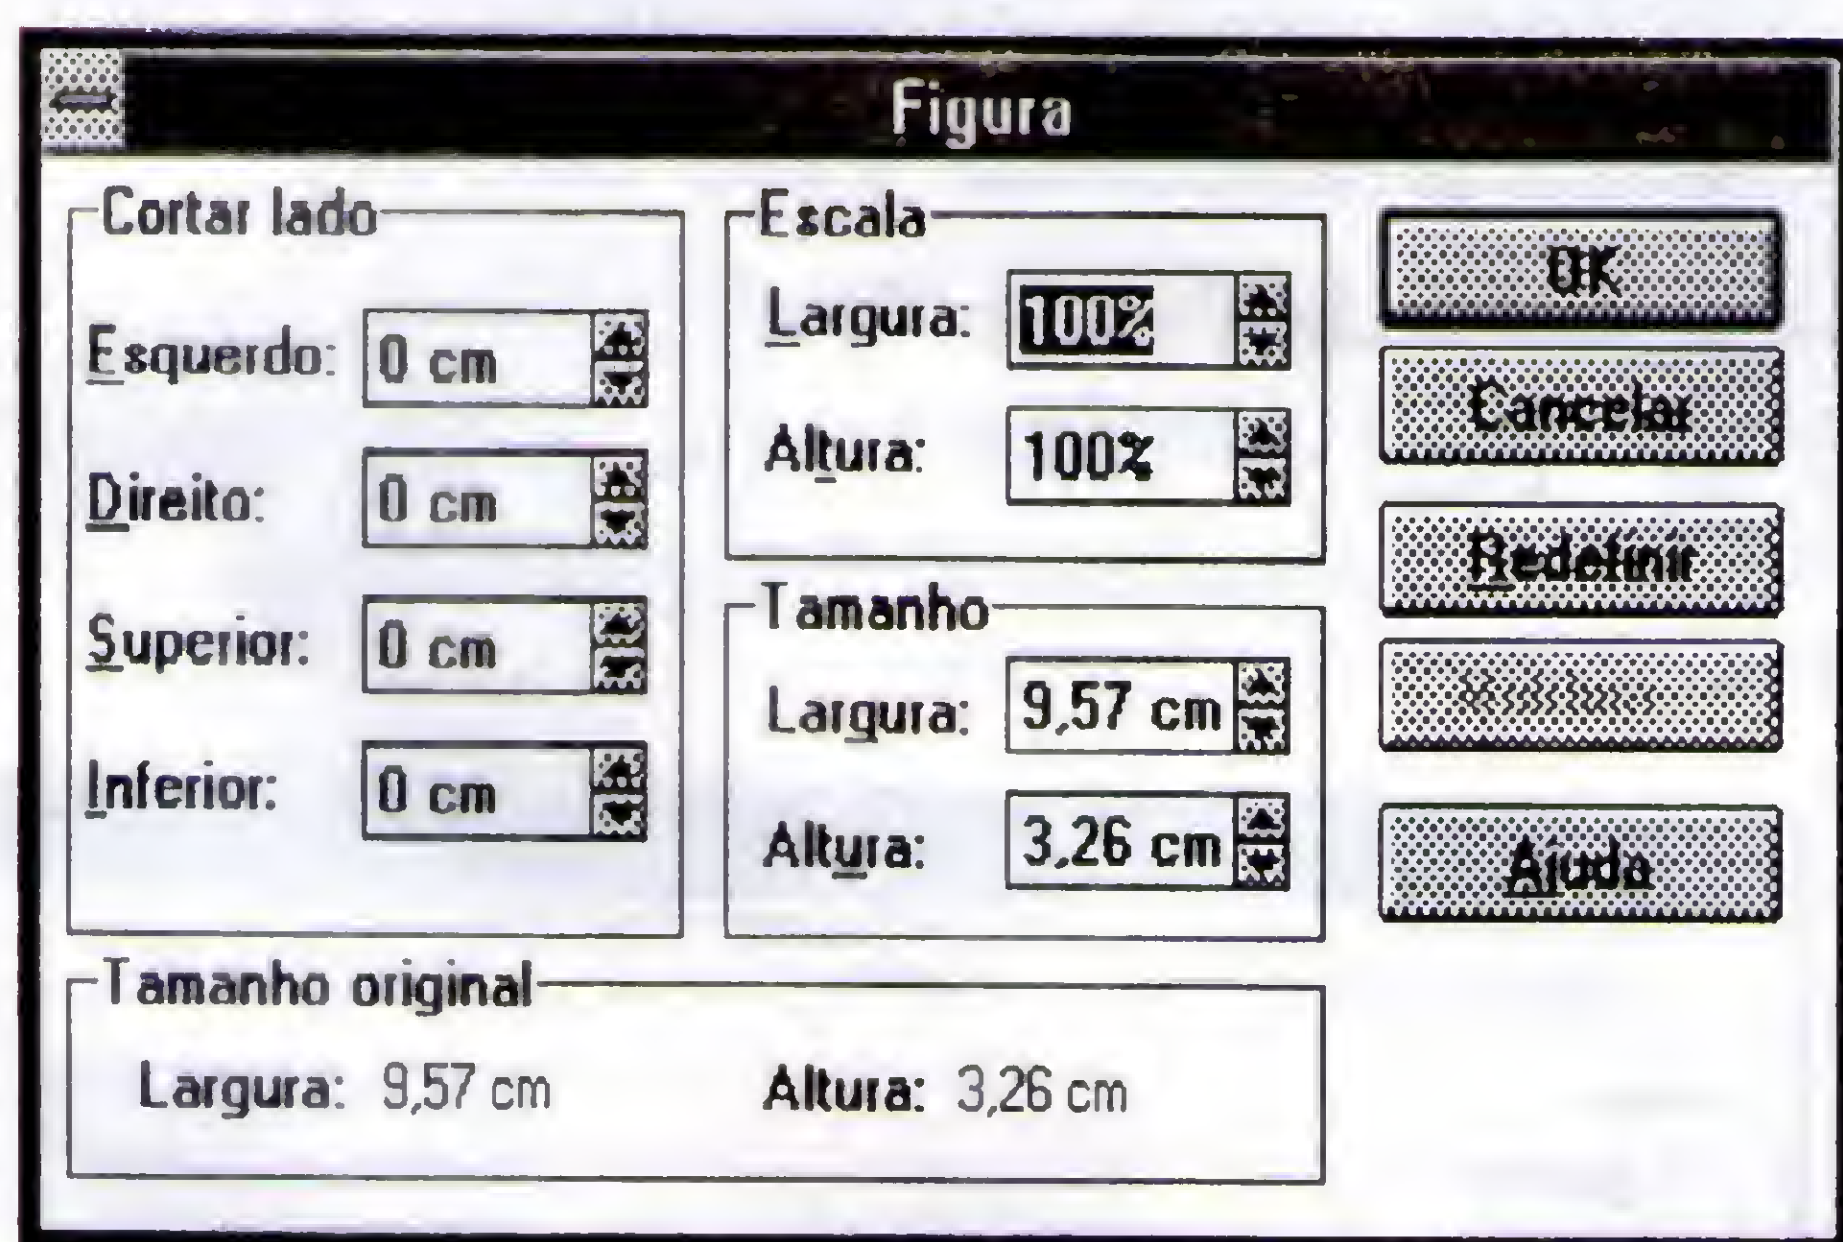 Figura
Cortar lado
Esquerdo: 0 cm
Direito: 0 cm
Superior: 0 cm
Inferior: 0 cm
Escala
Largura: 100%
Altura: 100%
Tamanho
Largura: 9,57 cm
Altura: 3,26 cm
Tamanho original
Largura: 9,57 cm Altura: 3,26 cm
OK
Cancelar
Redefinir
Ajuda